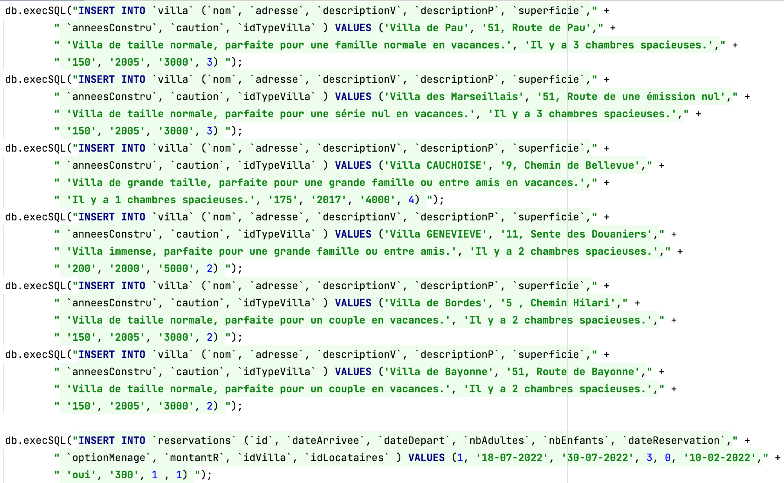 db.execSQL("INSERT INTO `villa` (`nom`, `adresse`, `descriptionV`, `descriptionP`, `superficie`," +
" `anneesConstru`, `caution`, `idTypeVilla` ) VALUES ('Villa de Pau', '51, Route de Pau'," +
" 'Villa de taille normale, parfaite pour une famille normale en vacances.', 'Il y a 3 chambres spacieuses.'," +
" '150', '2005', '3000', 3) ");
db.execSQL("INSERT INTO `villa` (`nom`, `adresse`, `descriptionV`, `descriptionP`, `superficie`," +
" `anneesConstru`, `caution`, `idTypeVilla` ) VALUES ('Villa des Marseillais', '51, Route de une émission nul'," +
" 'Villa de taille normale, parfaite pour une série nul en vacances.', 'Il y a 3 chambres spacieuses.'," +
" '150', '2005', '3000', 3) ");
db.execSQL("INSERT INTO `villa` (`nom`, `adresse`, `descriptionV`, `descriptionP`, `superficie`," +
" `anneesConstru`, `caution`, `idTypeVilla` ) VALUES ('Villa CAUCHOISE', '9, Chemin de Bellevue'," +
" 'Villa de grande taille, parfaite pour une grande famille ou entre amis en vacances.'," +
" 'Il y a 1 chambres spacieuses.', '175', '2017', '4000', 4) ");
db.execSQL("INSERT INTO `villa` (`nom`, `adresse`, `descriptionV`, `descriptionP`, `superficie`," +
" `anneesConstru`, `caution`, `idTypeVilla` ) VALUES ('Villa GENEVIEVE', '11, Sente des Douaniers'," +
" 'Villa immense, parfaite pour une grande famille ou entre amis.', 'Il y a 2 chambres spacieuses.'," +
" '200', '2000', '5000', 2) ");
db.execSQL("INSERT INTO `villa` (`nom`, `adresse`, `descriptionV`, `descriptionP`, `superficie`," +
" `anneesConstru`, `caution`, `idTypeVilla` ) VALUES ('Villa de Bordes', '5 , Chemin Hilari'," +
" 'Villa de taille normale, parfaite pour un couple en vacances.', 'Il y a 2 chambres spacieuses.'," +
" '150', '2005', '3000', 2) ");
db.execSQL("INSERT INTO `villa` (`nom`, `adresse`, `descriptionV`, `descriptionP`, `superficie`," +
" `anneesConstru`, `caution`, `idTypeVilla` ) VALUES ('Villa de Bayonne', '51, Route de Bayonne'," +
" 'Villa de taille normale, parfaite pour un couple en vacances.', 'Il y a 2 chambres spacieuses.'," +
" '150', '2005', '3000', 2) ");
db.execSQL("INSERT INTO `reservations` (`id`, `dateArrivee`, `dateDepart`, `nbAdultes`, `nbEnfants`, `dateReservation`," +
" `optionMenage`, `montantR`, `idVilla`, `idLocataires` ) VALUES (1, '18-07-2022', '30-07-2022', 3, 0, '10-02-2022'," +
" 'oui', '300', 1 , 1) ");